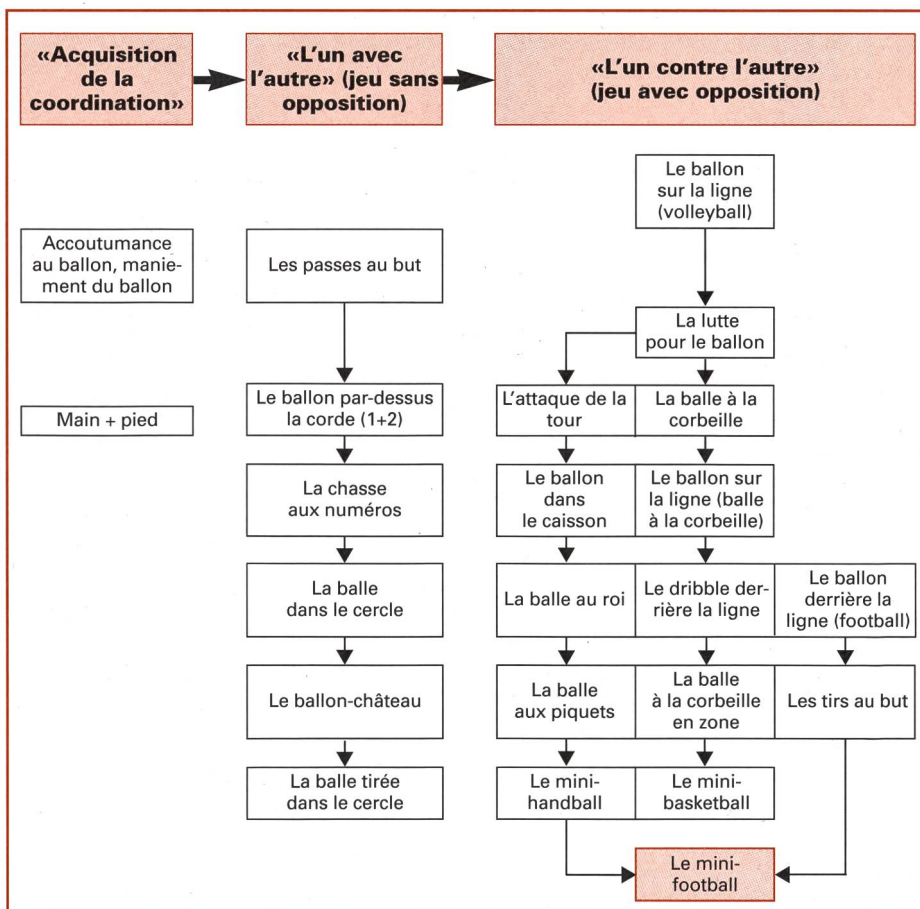 «Acquisition
de la
coordination»
«L'un avec
l'autre» (jeu sans
opposition)
«L'un contre l'autre»
(jeu avec opposition)
Accoutumance
au ballon, manie-
ment du ballon
Main + pied
Les passes au but
Le ballon par-dessus
la corde (1+2)
La chasse
aux numéros
La balle
dans le cercle
Le ballon-château
La balle tirée
dans le cercle
Le ballon
sur la ligne
(volleyball)
La lutte
pour le ballon
L'attaque de la
tour
Le ballon
dans
le caisson
La balle au roi
La balle
aux piquets
Le mini-
handball
La balle à la
corbeille
Le ballon sur
la ligne (balle
à la corbeille)
Le dribble der-
rière la ligne
La balle
à la corbeille
en zone
Le mini-
basketball
Le ballon
derrière la
ligne (football)
Les tirs au but
Le mini-
football